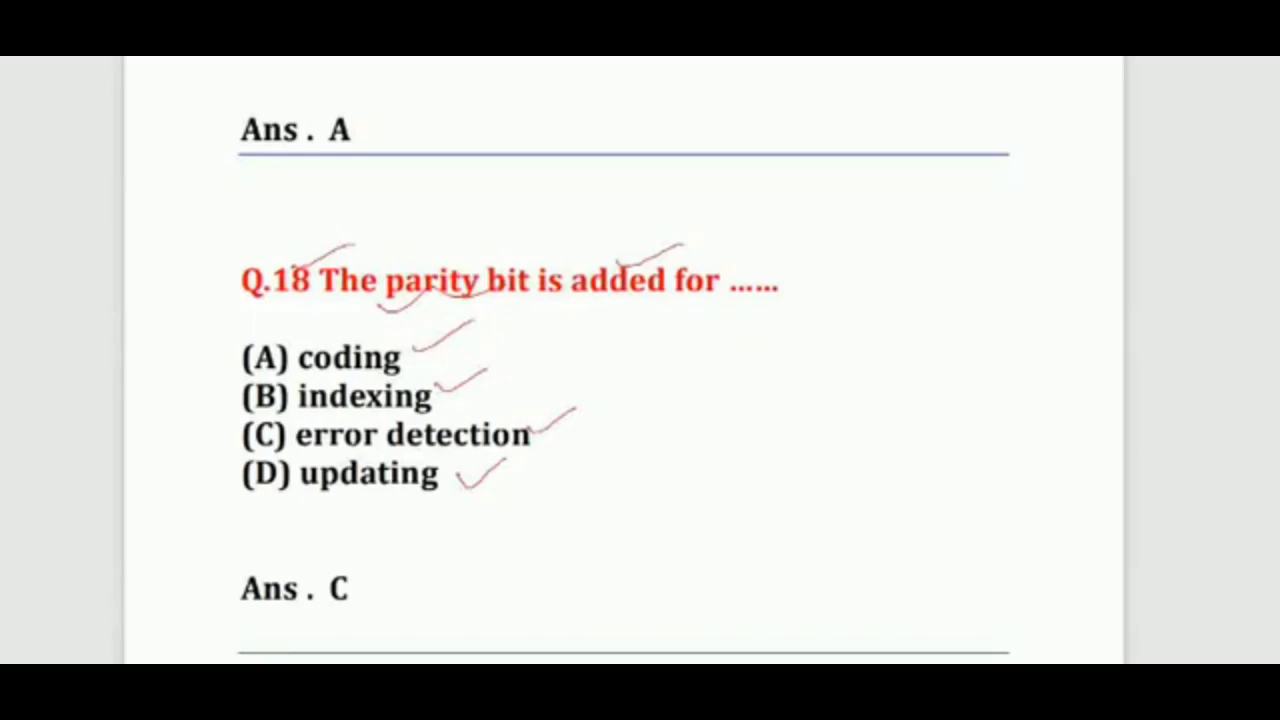 Ans . A
Q.18 The parity bit is added for ......
(A) coding
(B) indexing
(C) error detection
(D) updating
Ans . C